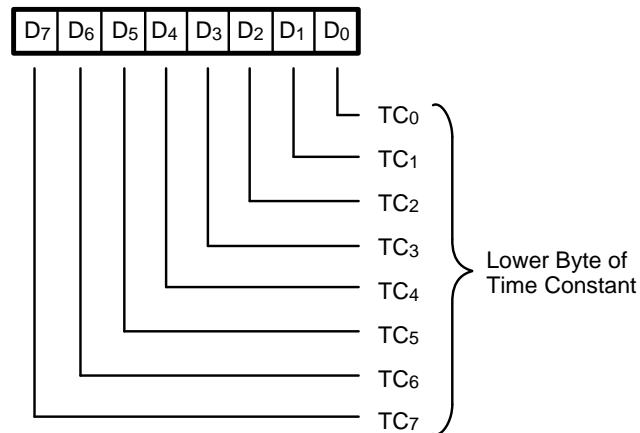 D7 D6 D5 D4 D3 D2 D1 D0
TC0
TC1
TC2
TC3
TC4
TC5
TC6
TC7
Lower Byte of
Time Constant